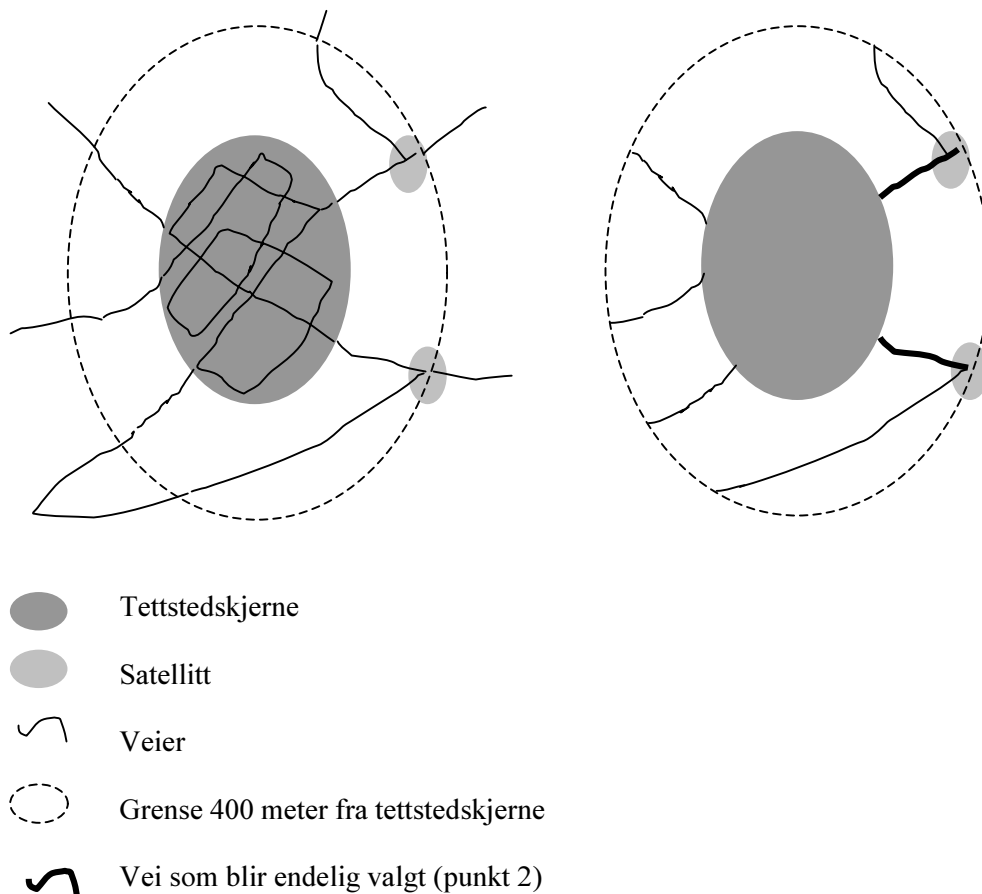 Tettstedskjerne
Satellitt
Veier
Grense 400 meter fra tettstedskjerne
Vei som blir endelig valgt (punkt 2)